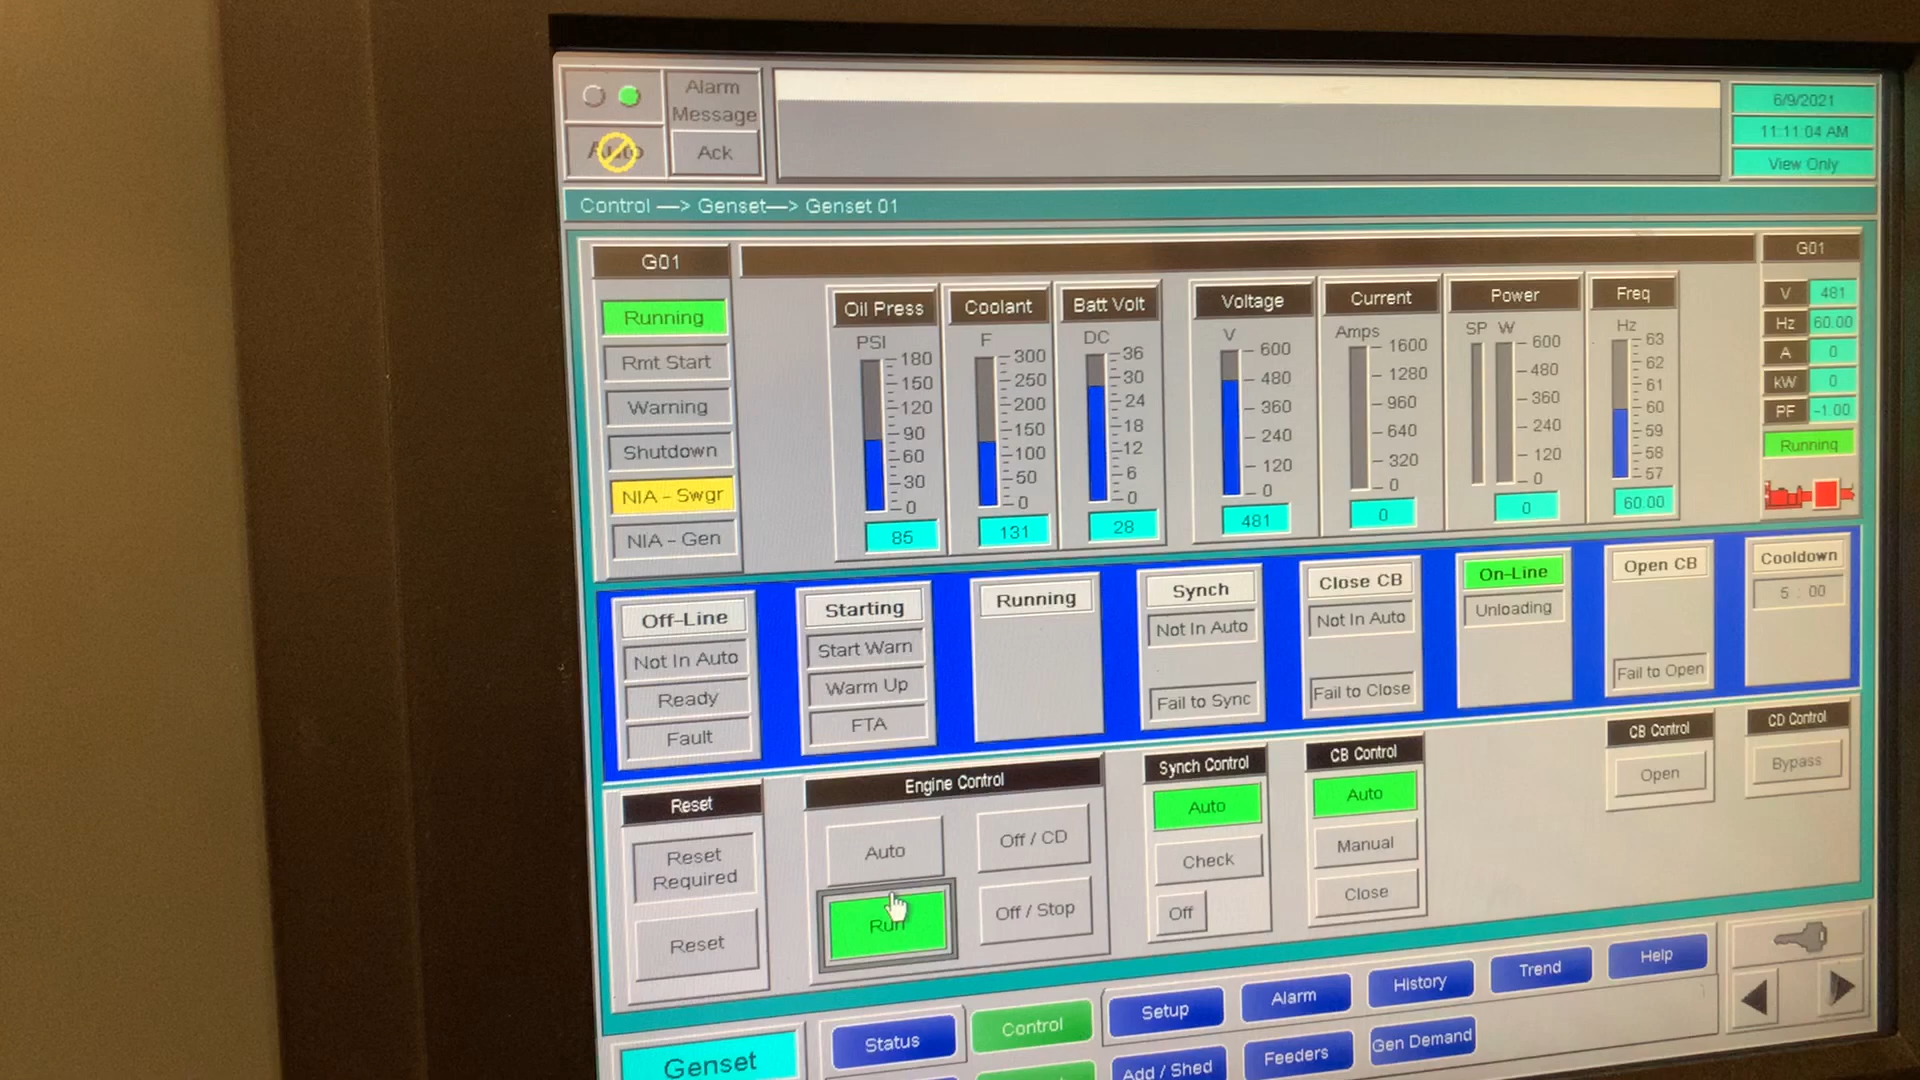 Alarm
Message
Auto
Ack
6/9/2021
11:11:04 AM
View Only
Control —> Genset—> Genset 01
G01
Running
Rmt Start
Warning
Shutdown
NIA - Swgr
NIA - Gen
Oil Press
PSI
180
150
120
90
60
30
0
85
Coolant
F
300
250
200
150
100
50
0
131
Batt Volt
DC
36
30
24
18
12
6
0
28
Voltage
V
600
480
360
240
120
0
481
Current
Amps
1600
1280
960
640
320
0
0
Power
SP W
600
480
360
240
120
0
0
Freq
Hz
63
62
61
60
59
58
57
60.00
G01
V 481
Hz 60.00
A 0
kW 0
PF -1.00
Running
Off-Line
Not In Auto
Ready
Fault
Starting
Start Warn
Warm Up
FTA
Running
Synch
Not In Auto
Fail to Sync
Close CB
Not In Auto
Fail to Close
On-Line
Unloading
Open CB
Fail to Open
Cooldown
5 : 00
Reset
Reset
Required
Reset
Engine Control
Auto
Off / CD
Run
Off / Stop
Synch Control
Auto
Check
Off
CB Control
Auto
Manual
Close
CB Control
Open
CD Control
Bypass
Genset
Status
Control
Setup
Alarm
History
Trend
Help
Add / Shed
Feeders
Gen Demand